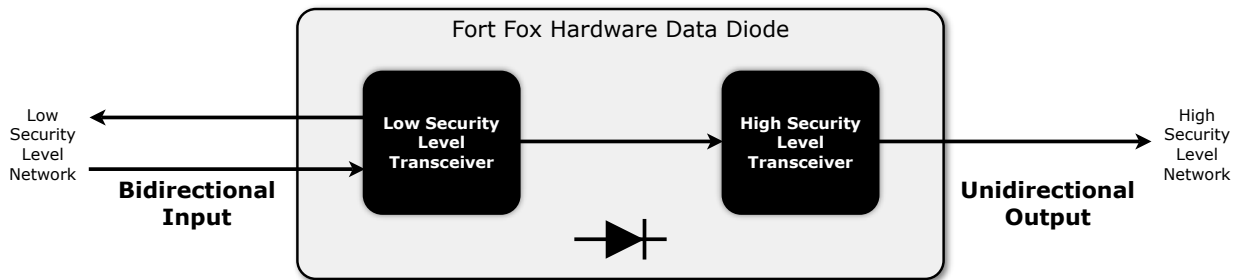 Fort Fox Hardware Data Diode
Low
Security
Level
Network
Low Security
Level
Transceiver
High Security
Level
Transceiver
High
Security
Level
Network
Bidirectional
Input
Unidirectional
Output